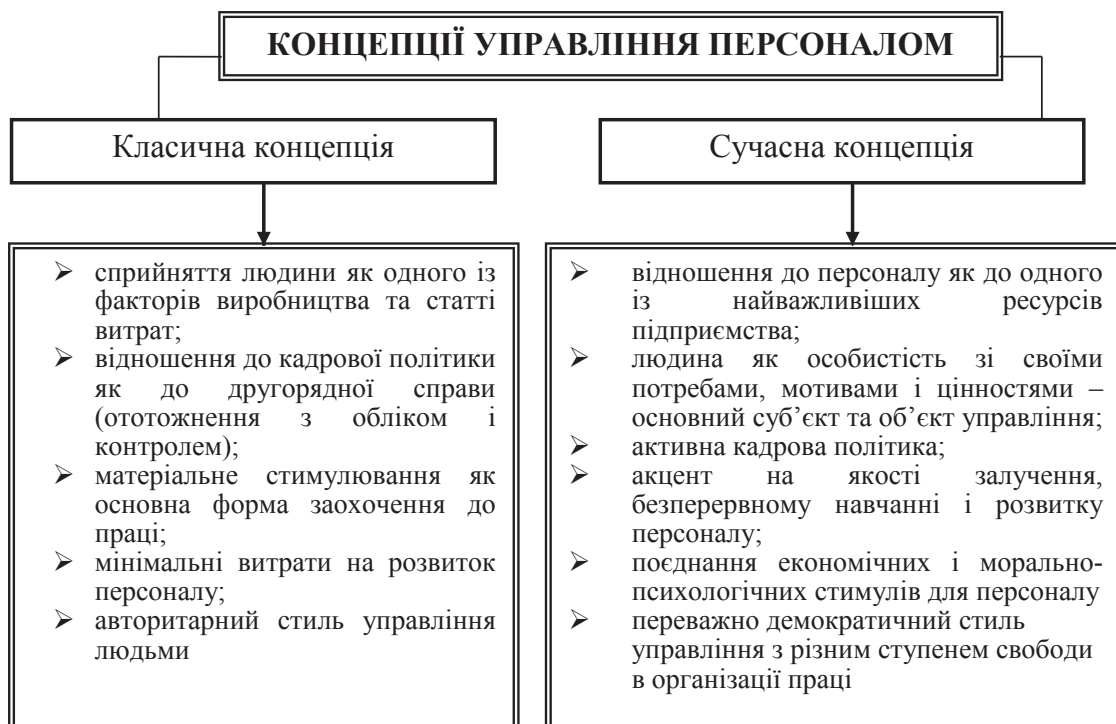 КОНЦЕПЦІЇ УПРАВЛІННЯ ПЕРСОНАЛОМ
Класична концепція
Сучасна концепція
➢ сприйняття людини як одного із
факторів виробництва та статті
витрат;
➢ відношення до кадрової політики
як до другорядної справи
(ототожнення з обліком і
контролем);
➢ матеріальне стимулювання як
основна форма заохочення до
праці;
➢ мінімальні витрати на розвиток
персоналу;
➢ авторитарний стиль управління
людьми
➢ відношення до персоналу як до одного
із найважливіших ресурсів
підприємства;
➢ людина як особистість зі своїми
потребами, мотивами і цінностями –
основний суб’єкт та об’єкт управління;
➢ активна кадрова політика;
➢ акцент на якості залучення,
безперервному навчанні і розвитку
персоналу;
➢ поєднання економічних і морально-
психологічних стимулів для персоналу
➢ переважно демократичний стиль
управління з різним ступенем свободи
в організації праці